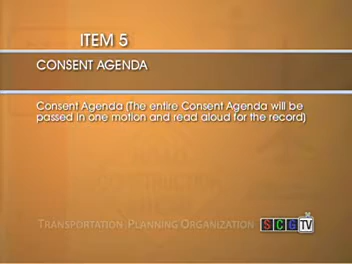 ITEM 5
CONSENT AGENDA
Consent Agenda (The entire Consent Agenda will be
passed in one motion and read aloud for the record)
TRANSPORTATION PLANNING ORGANIZATION SCG TV